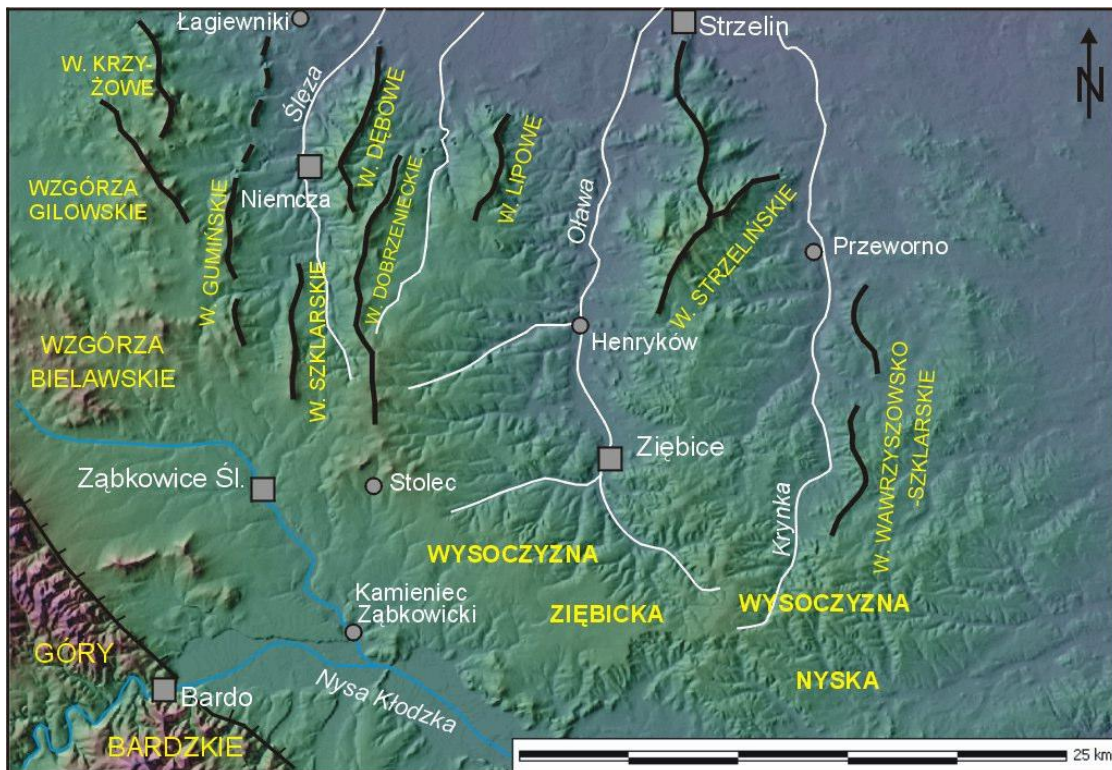 Łagiewniki
Strzelin
N
W. KRZY-
ŻOWE
Ślęza
W. DĘBOWE
W. LIPOWE
WZGÓRZA
GILOWSKIE
Niemcza
W. GUMIŃSKIE
W. DOBRZENIECKIE
Oława
W. STRZELIŃSKIE
Przeworno
W. SZKLARSKIE
Henryków
WZGÓRZA
BIELAWSKIE
W. WAWRZYSZOWSKO
-SZKLARSKIE
Ząbkowice Śl.
Stolec
Ziębice
Krynka
WYSOCZYZNA
ZIĘBICKA
WYSOCZYZNA
NYSKA
Kamieniec
Ząbkowicki
GÓRY
BARDZKIE
Bardo
Nysa Kłodzka
25 km